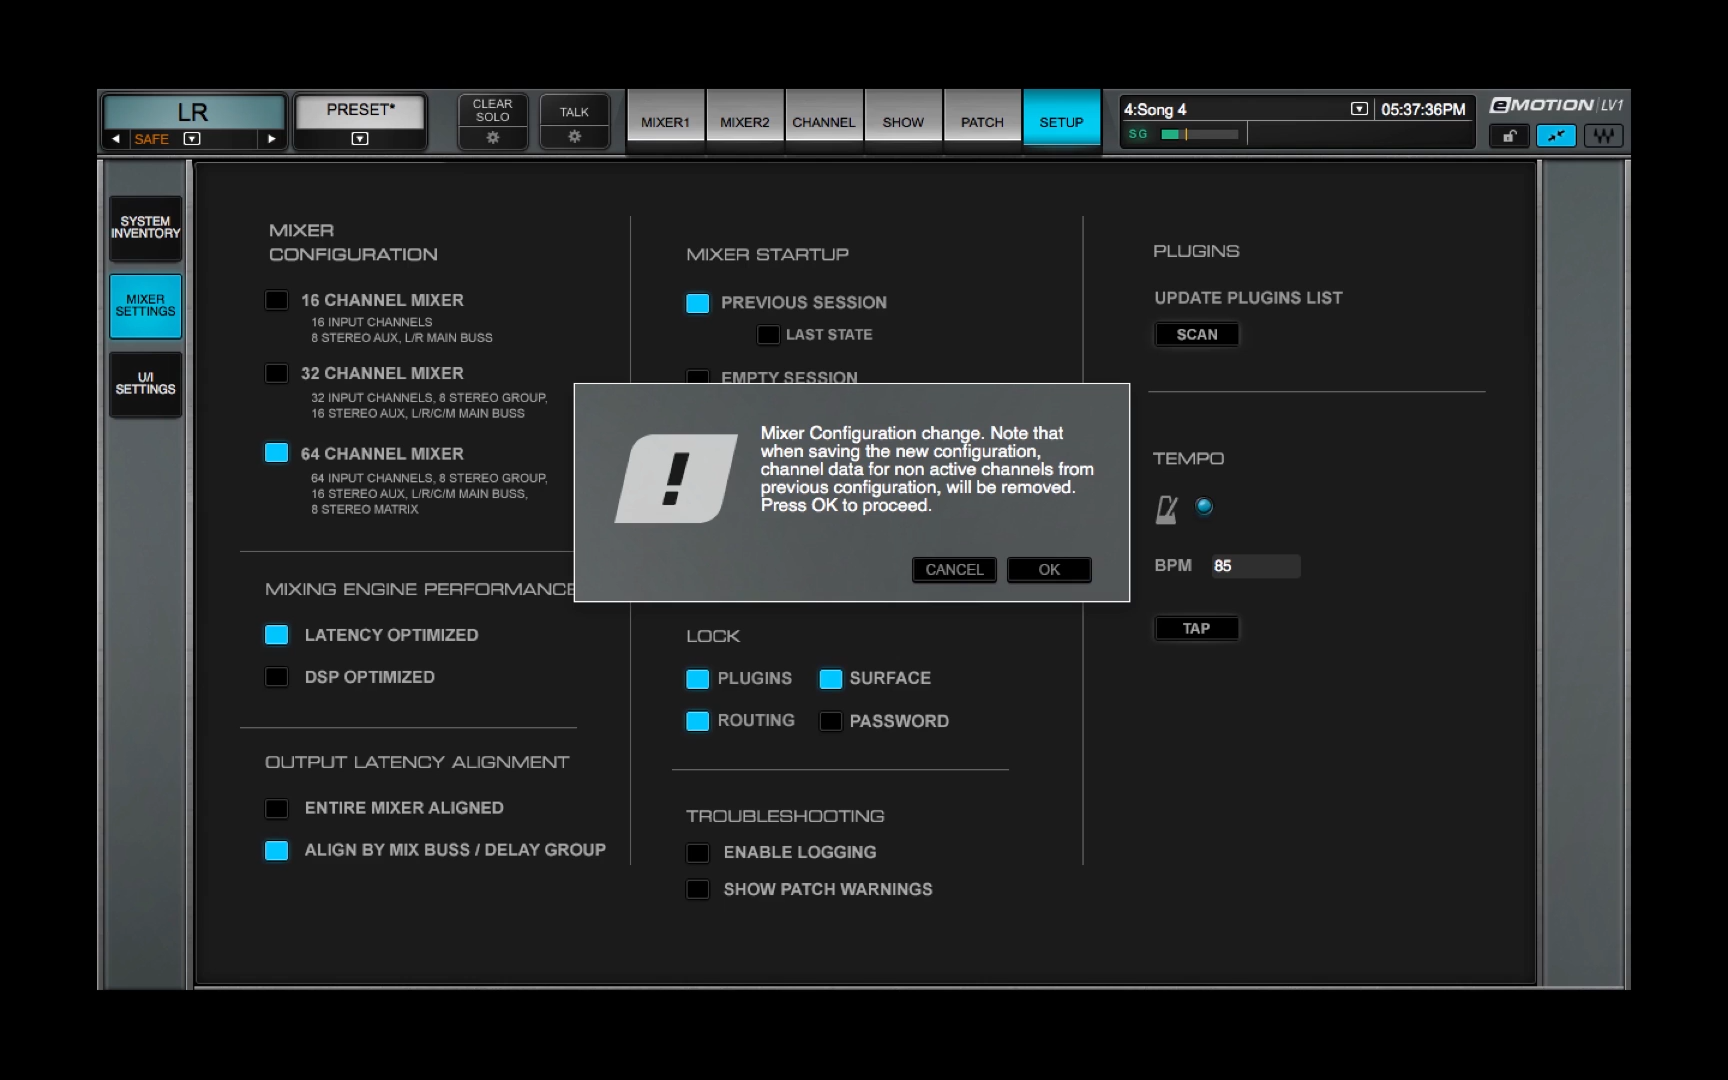 LR
SAFE
PRESET*
CLEAR
SOLO
TALK
MIXER1
MIXER2
CHANNEL
SHOW
PATCH
SETUP
4:Song 4
05:37:36PM
SG
eMOTION LV1
SYSTEM
INVENTORY
MIXER
SETTINGS
U/I
SETTINGS
MIXER
CONFIGURATION
16 CHANNEL MIXER
16 INPUT CHANNELS
8 STEREO AUX, L/R MAIN BUSS
32 CHANNEL MIXER
32 INPUT CHANNELS, 8 STEREO GROUP,
16 STEREO AUX, L/R/C/M MAIN BUSS
64 CHANNEL MIXER
64 INPUT CHANNELS, 8 STEREO GROUP,
16 STEREO AUX, L/R/C/M MAIN BUSS,
8 STEREO MATRIX
MIXING ENGINE PERFORMANCE
LATENCY OPTIMIZED
DSP OPTIMIZED
OUTPUT LATENCY ALIGNMENT
ENTIRE MIXER ALIGNED
ALIGN BY MIX BUSS / DELAY GROUP
MIXER STARTUP
PREVIOUS SESSION
LAST STATE
EMPTY SESSION
Mixer Configuration change. Note that
when saving the new configuration,
channel data for non active channels from
previous configuration, will be removed.
Press OK to proceed.
CANCEL
OK
LOCK
PLUGINS
SURFACE
ROUTING
PASSWORD
TROUBLESHOOTING
ENABLE LOGGING
SHOW PATCH WARNINGS
PLUGINS
UPDATE PLUGINS LIST
SCAN
TEMPO
BPM
85
TAP